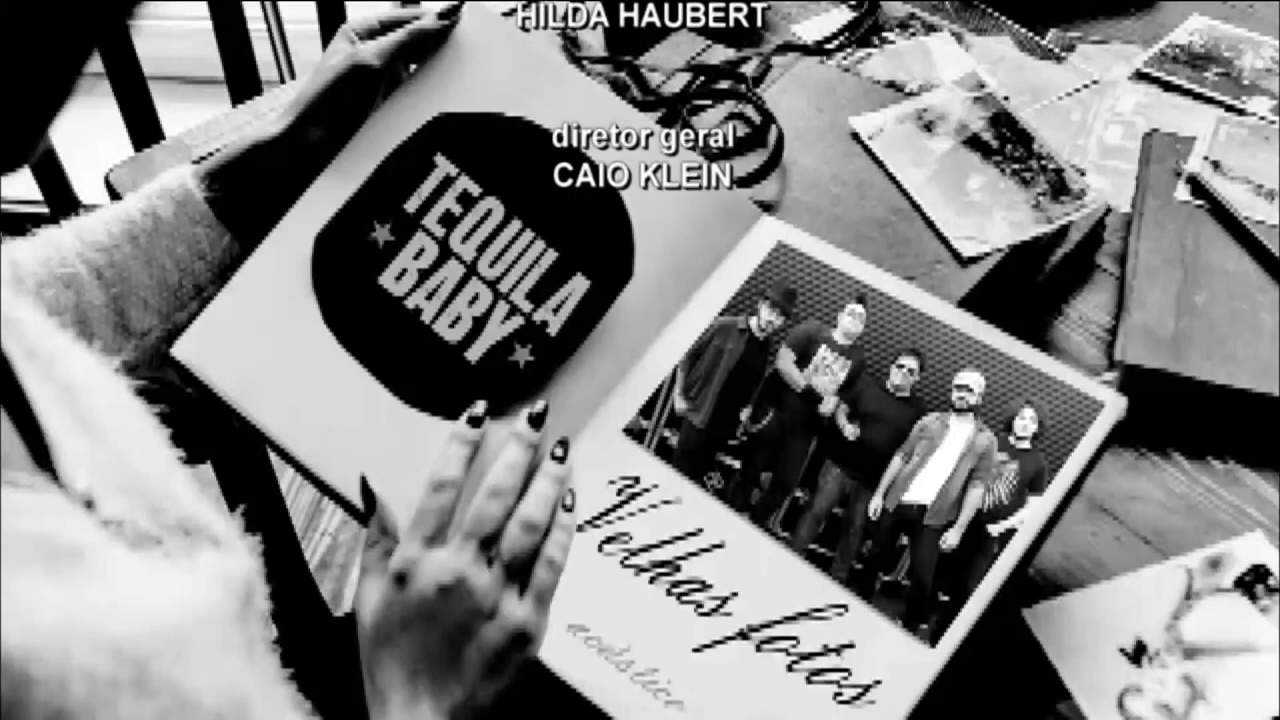 HILDA HAUBERT
diretor geral
CAIO KLEIN
TEQUILA
BABY
Velhas fotos
acústico